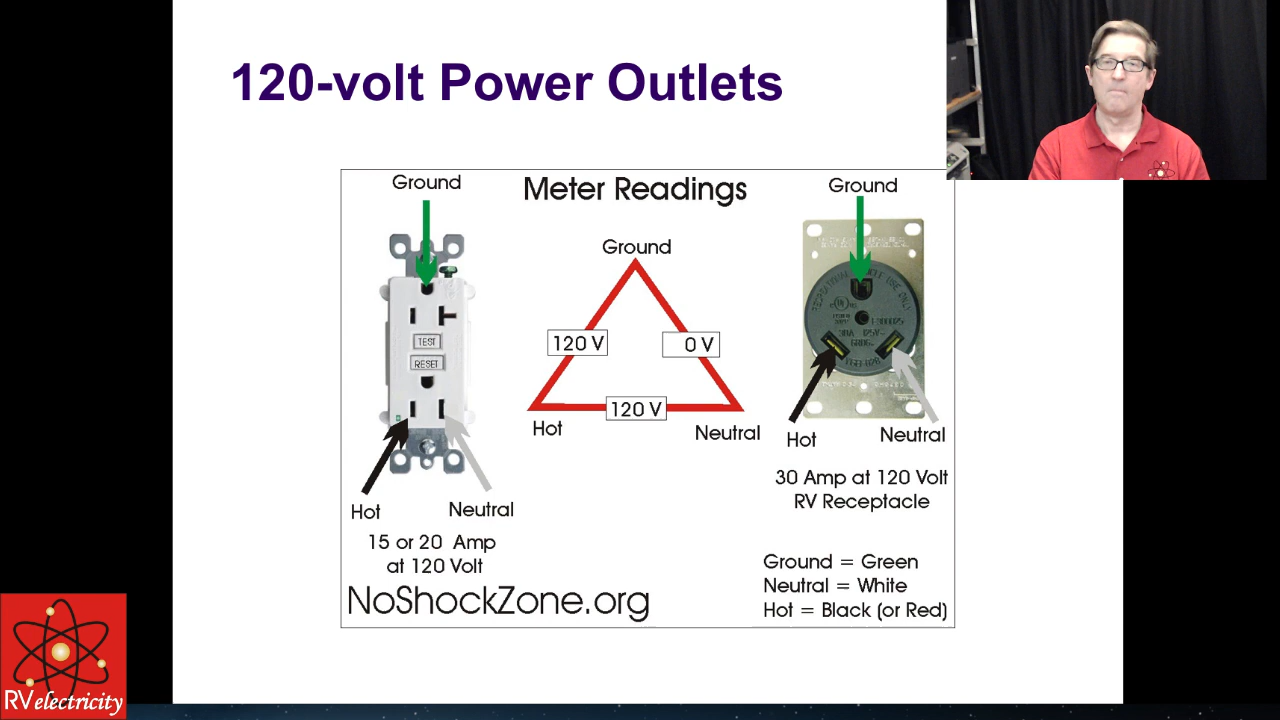 120-volt Power Outlets
Ground
Meter Readings
Ground
Ground
TEST
RESET
120 V
0 V
120 V
Hot
Neutral
Hot
Neutral
30 Amp at 120 Volt
RV Receptacle
Hot
Neutral
15 or 20 Amp
at 120 Volt
Ground = Green
Neutral = White
Hot = Black (or Red)
NoShockZone.org
RVelectricity